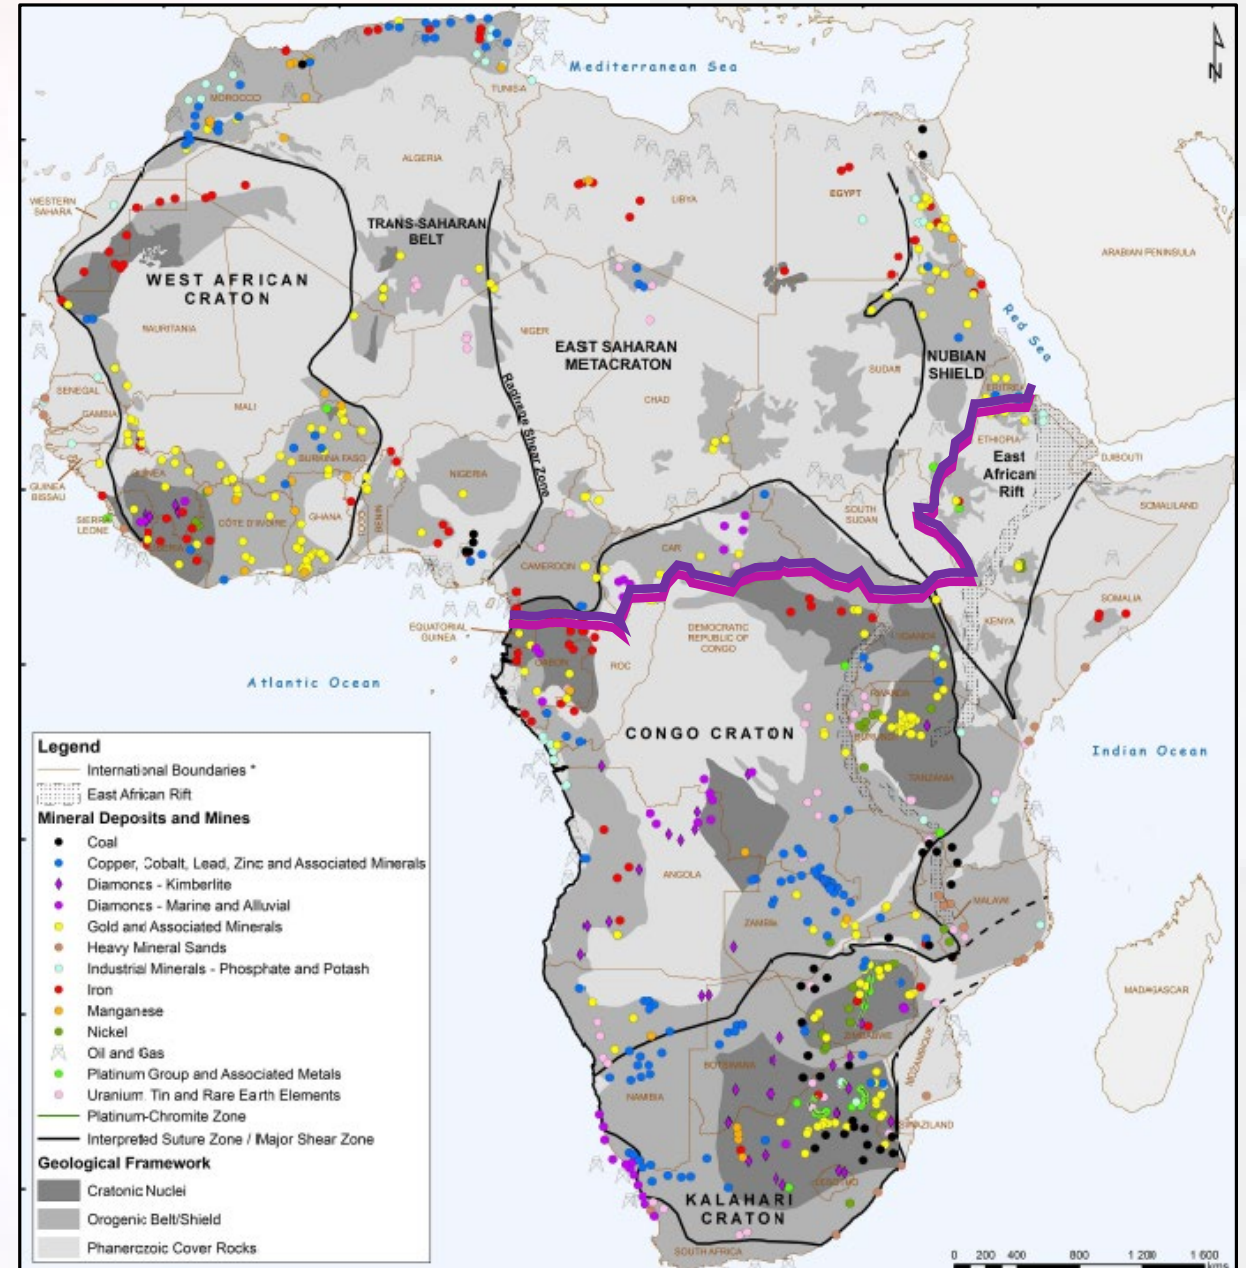 N
Mediterranean Sea
TUNISA
MOROCCO
ALGERIA
LIBYA
EGYPT
WESTERN
SAHARA
TRANS-SAHARAN
BELT
ARABIAN PENINSULA
WEST AFRICAN
CRATON
MAURITANIA
NIGER
EAST SAHARAN
METACRATON
Red Sea
NUBIAN
SHIELD
SUDAN
ERITREA
SENEGAL
GAMBIA
MALI
CHAD
Shear Zone
ETHIOPIA
East
African
Rift
DJIBOUTI
GUINEA
BISSAU
GUINEA
BURKINA FASO
NIGERIA
SOMALILAND
SIERRA
LEONE
LIBERIA
CÔTE D'IVOIRE
GHANA
TOGO
BENIN
SOUTH
SUDAN
CAR
CAMEROON
SOMALIA
EQUATORIAL
GUINEA
DEMOCRATIC
REPUBLIC OF
CONGO
UGANDA
KENYA
GABON
ROC
Atlantic Ocean
RWANDA
CONGO CRATON
BURUNDI
Indian Ocean
TANZANIA
ANGOLA
ZAMBIA
MALAWI
MADAGASCAR
ZIMBABWE
MOZAMBIQUE
BOTSWANA
NAMIBIA
SWAZILAND
LESOTHO
KALAHARI
CRATON
SOUTH AFRICA
Legend
International Boundaries *
East African Rift
Mineral Deposits and Mines
Coal
Copper, Cobalt, Lead, Zinc and Associated Minerals
Diamonds - Kimberlite
Diamonds - Marine and Alluvial
Gold and Associated Minerals
Heavy Mineral Sands
Industrial Minerals - Phosphate and Potash
Iron
Manganese
Nickel
Oil and Gas
Platinum Group and Associated Metals
Uranium, Tin and Rare Earth Elements
Platinum-Chromite Zone
Interpreted Suture Zone / Major Shear Zone
Geological Framework
Cratonic Nuclei
Orogenic Belt/Shield
Phanerozoic Cover Rocks
0 200 400 800 1 200 1 600
kms